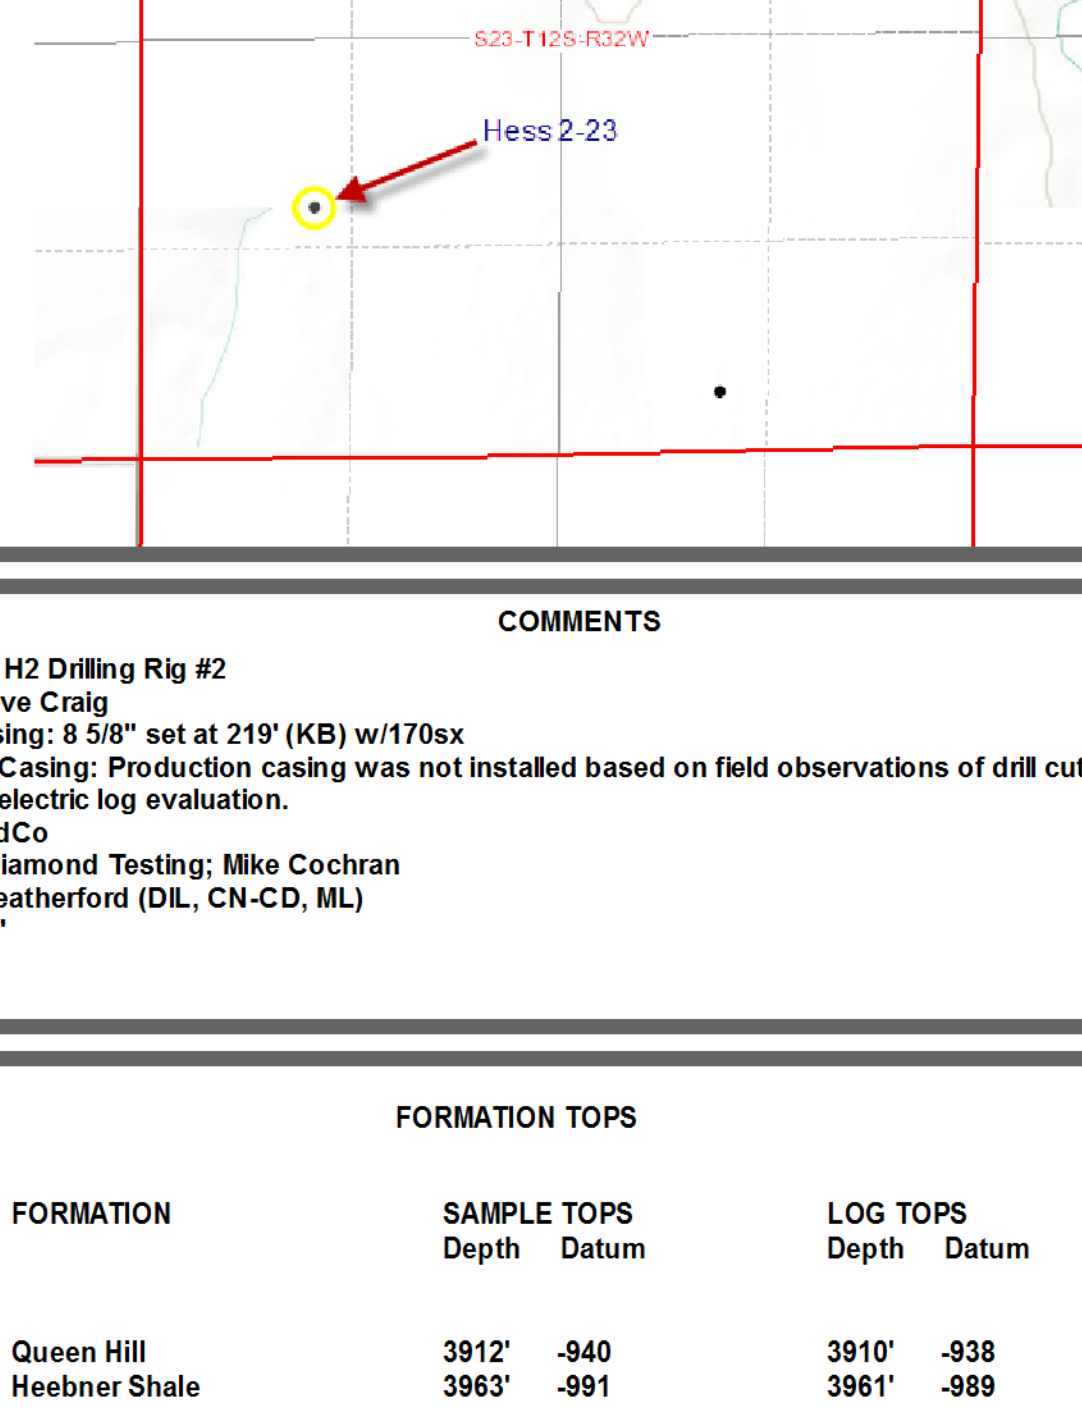 S23-T12S-R32W
Hess 2-23
COMMENTS
H2 Drilling Rig #2
ve Craig
sing: 8 5/8" set at 219' (KB) w/170sx
Casing: Production casing was not installed based on field observations of drill cut
electric log evaluation.
dCo
iamond Testing; Mike Cochran
eatherford (DIL, CN-CD, ML)
'
FORMATION TOPS
FORMATION SAMPLE TOPS LOG TOPS
Depth Datum Depth Datum
Queen Hill 3912' -940 3910' -938
Heebner Shale 3963' -991 3961' -989